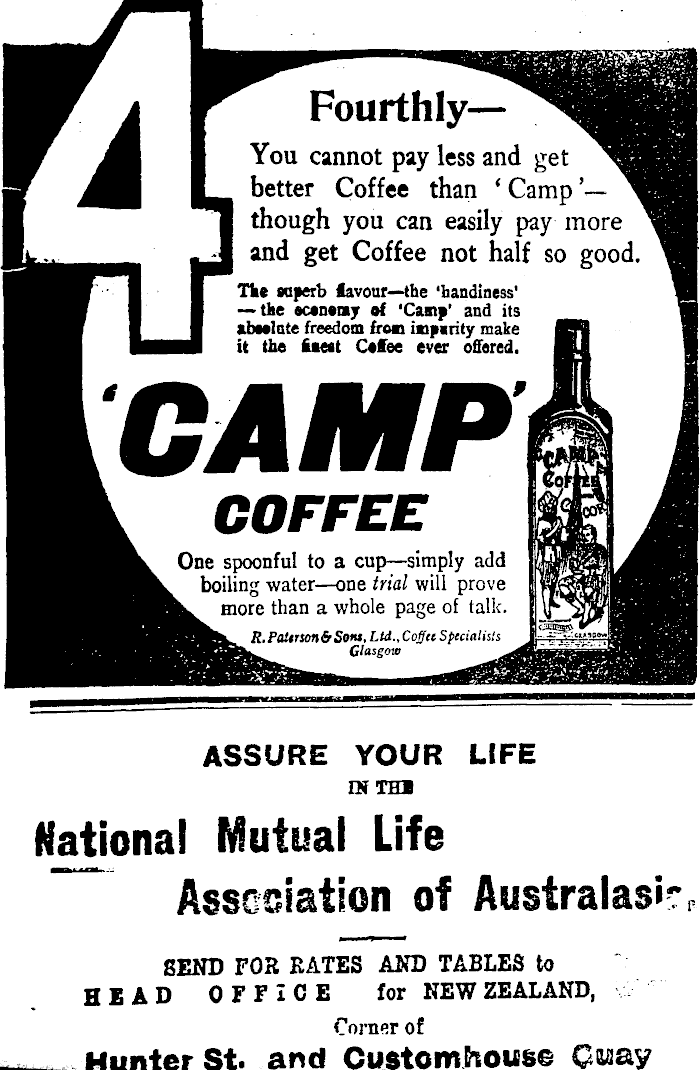 4
Fourthly—
You cannot pay less and get
better Coffee than ‘Camp’—
though you can easily pay more
and get Coffee not half so good.
The superb flavour—the ‘handiness’
—the economy of ‘Camp’ and its
absolute freedom from impurity make
it the finest Coffee ever offered.
‘CAMP’
COFFEE
One spoonful to a cup—simply add
boiling water—one trial will prove
more than a whole page of talk.
R. Paterson & Sons, Ltd., Coffee Specialists
Glasgow
CAMP
COFFEE
GLASGOW
ASSURE YOUR LIFE
IN THE
National Mutual Life
Association of Australasia,
SEND FOR RATES AND TABLES to
HEAD OFFICE for NEW ZEALAND,
Corner of
Hunter St. and Customhouse Quay